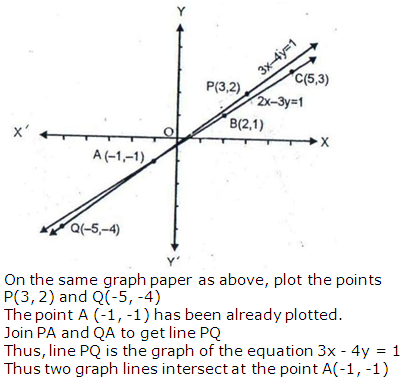 Y
3x-4y=1
P(3,2)
C(5,3)
2x-3y=1
B(2,1)
X′
O
X
A(-1,-1)
Q(-5,-4)
Y′
On the same graph paper as above, plot the points
P(3, 2) and Q(-5, -4)
The point A (-1, -1) has been already plotted.
Join PA and QA to get line PQ
Thus, line PQ is the graph of the equation 3x - 4y = 1
Thus two graph lines intersect at the point A(-1, -1)